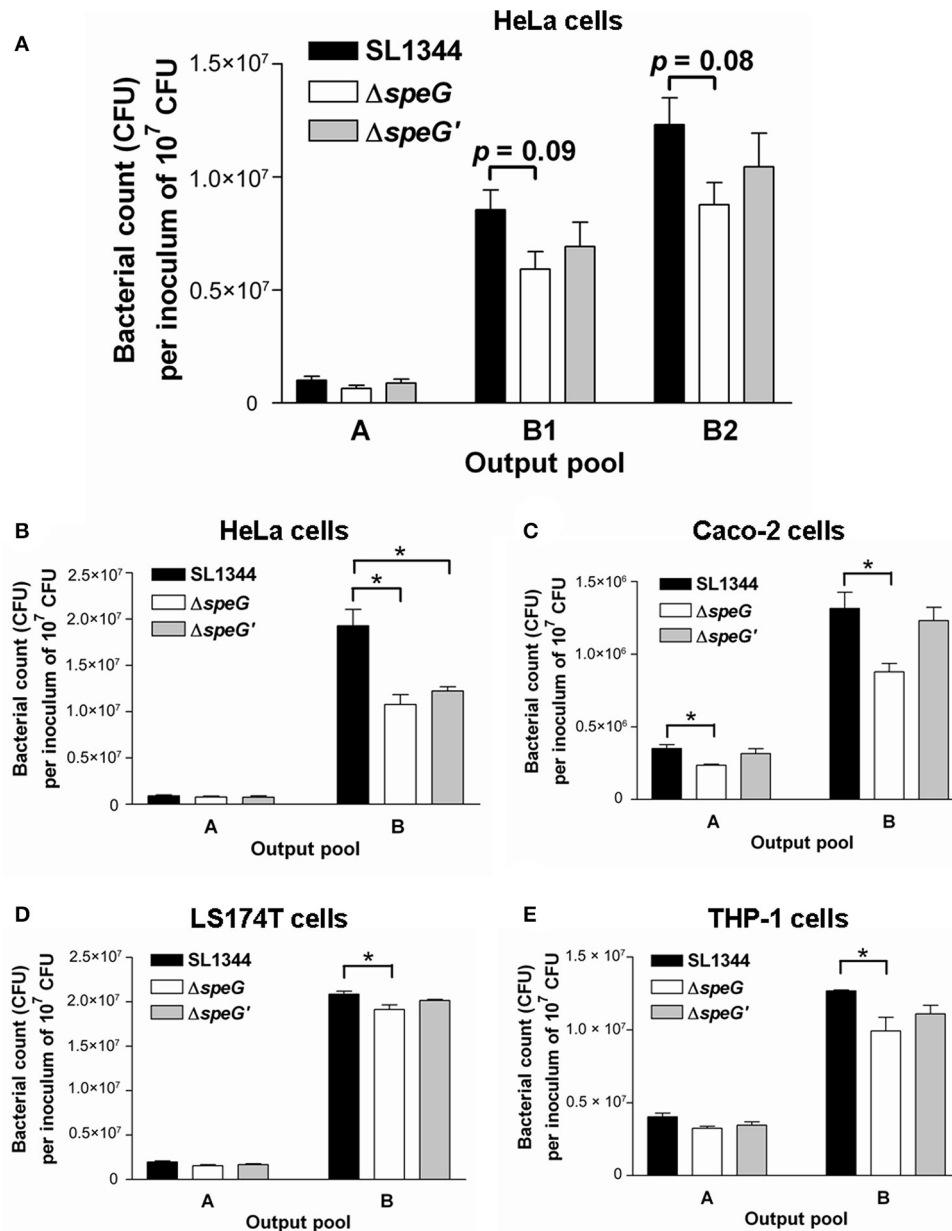 A
HeLa cells
SL1344
ΔspeG
ΔspeG'
p = 0.09
p = 0.08
Bacterial count (CFU)
per inoculum of 10⁷ CFU
1.5×10⁷
1.0×10⁷
0.5×10⁷
0
A B1 B2
Output pool
B
HeLa cells
SL1344
ΔspeG
ΔspeG'
*
*
Bacterial count (CFU)
per inoculum of 10⁷ CFU
2.5×10⁷
2.0×10⁷
1.5×10⁷
1.0×10⁷
0.5×10⁷
0
A B
Output pool
C
Caco-2 cells
SL1344
ΔspeG
ΔspeG'
*
*
Bacterial count (CFU)
per inoculum of 10⁷ CFU
1.5×10⁶
1.0×10⁶
0.5×10⁶
0
A B
Output pool
D
LS174T cells
SL1344
ΔspeG
ΔspeG'
*
Bacterial count (CFU)
per inoculum of 10⁷ CFU
2.5×10⁷
2.0×10⁷
1.5×10⁷
1.0×10⁷
0.5×10⁷
0
A B
Output pool
E
THP-1 cells
SL1344
ΔspeG
ΔspeG'
*
Bacterial count (CFU)
per inoculum of 10⁷ CFU
1.5 × 10⁷
1.0 × 10⁷
0.5 × 10⁷
0
A B
Output pool